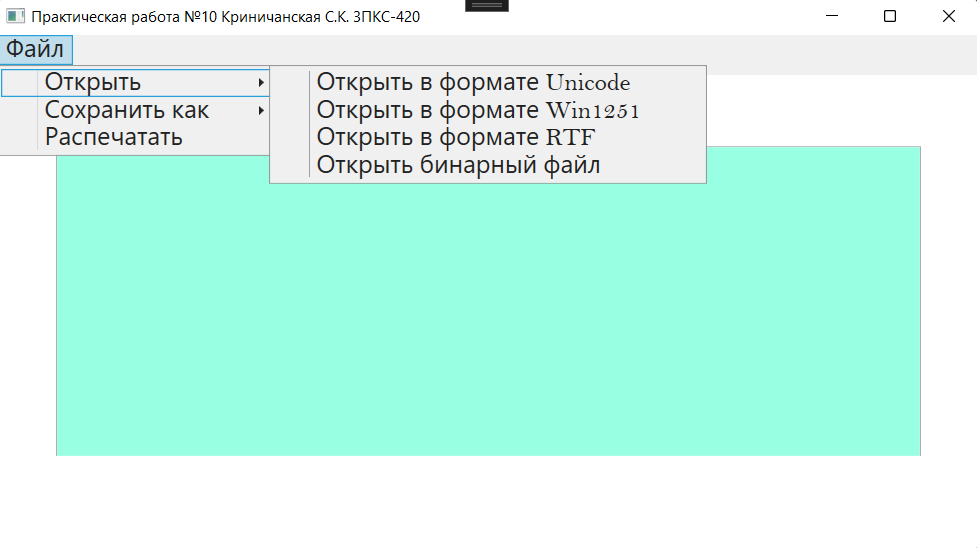 Практическая работа №10 Криничанская С.К. 3ПКС-420
Файл
Открыть
Сохранить как
Распечатать
Открыть в формате Unicode
Открыть в формате Win1251
Открыть в формате RTF
Открыть бинарный файл